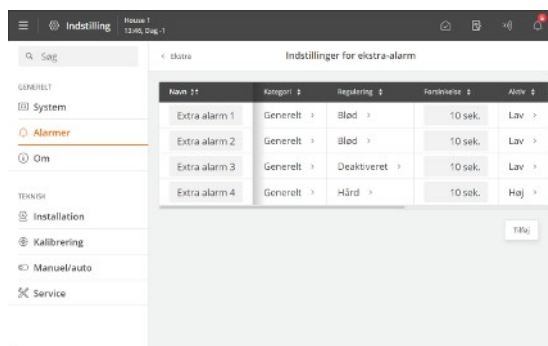 Indstilling
House 1
13:46, Dag -1
Søg
GENERELT
System
Alarmer
Om
TEKNISK
Installation
Kalibrering
Manuel/auto
Service
Ekstra
Indstillinger for ekstra-alarm
Navn Kategori Regulering Forsinkelse Aktiv
Extra alarm 1 Generelt Blød 10 sek. Lav
Extra alarm 2 Generelt Blød 10 sek. Lav
Extra alarm 3 Generelt Deaktiveret 10 sek. Lav
Extra alarm 4 Generelt Hård 10 sek. Høj
Tilføj